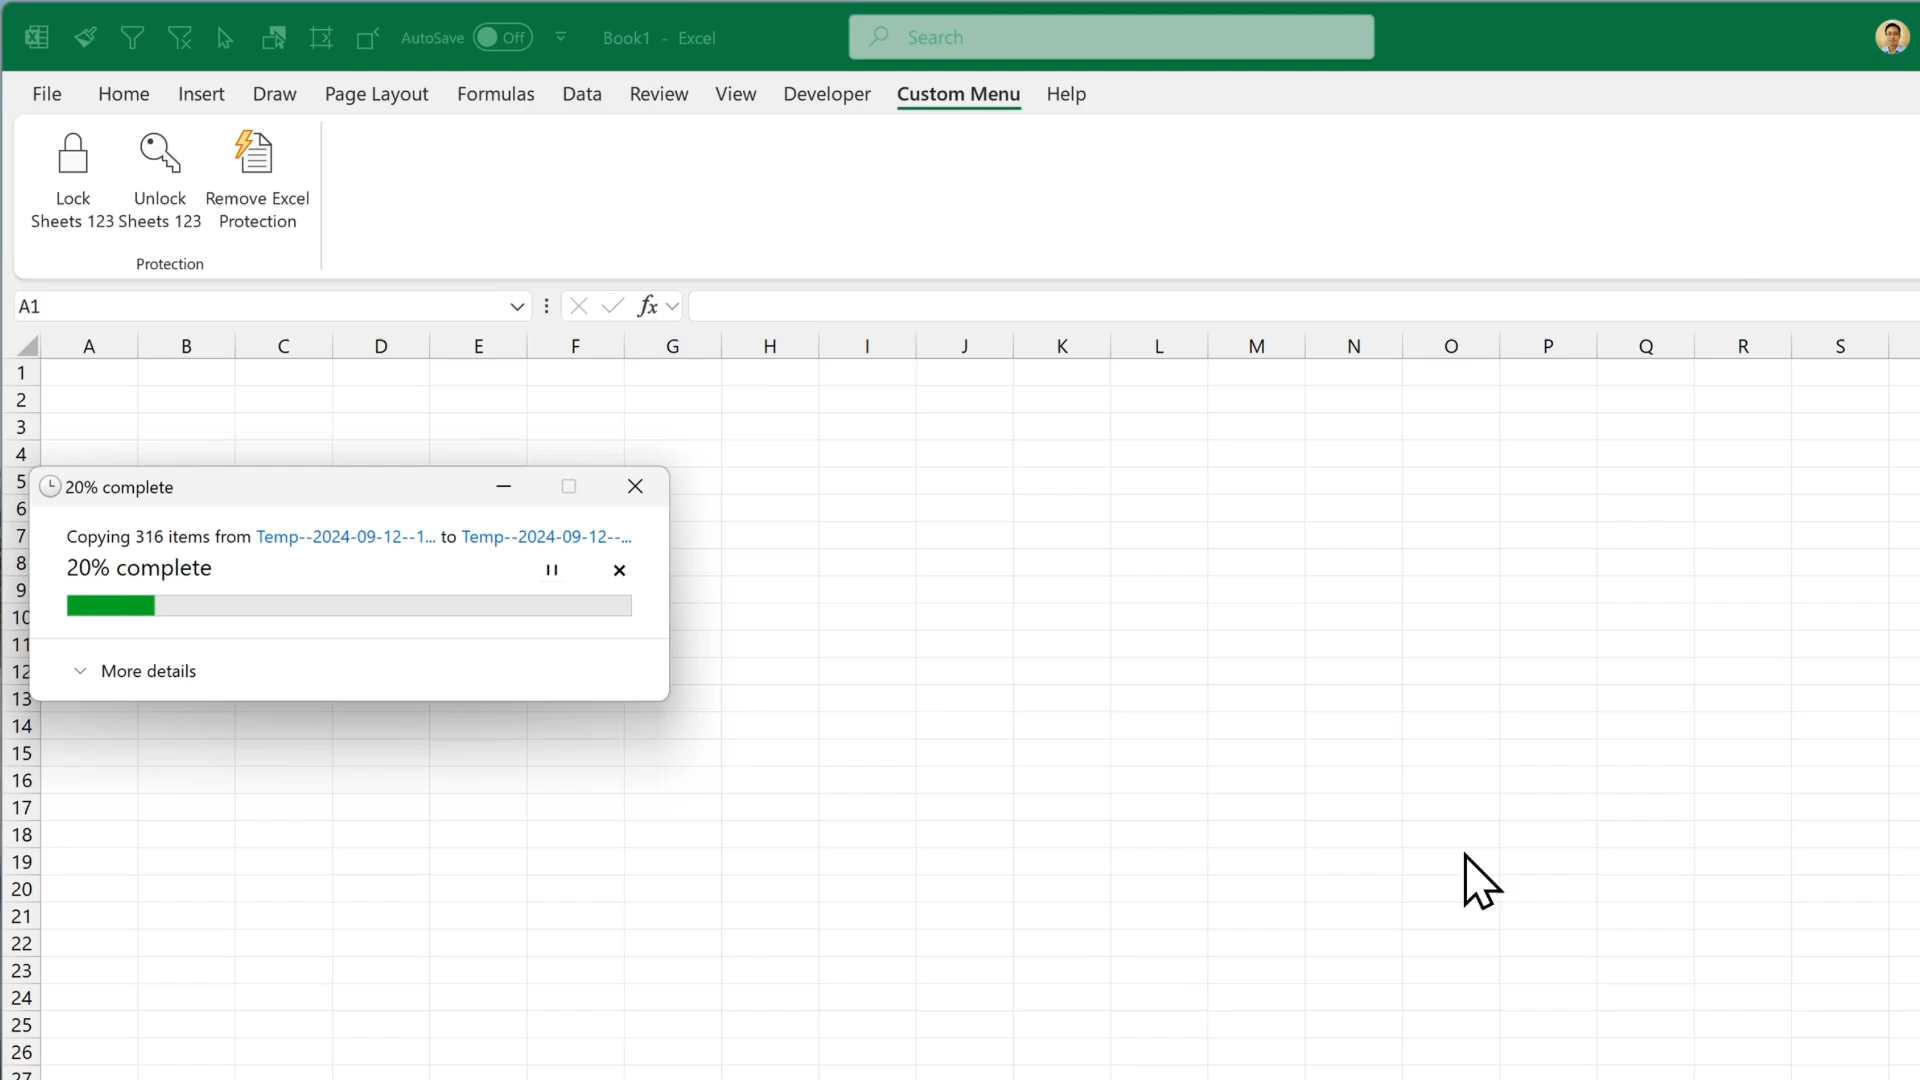 AutoSave Off Book1 - Excel Search
File Home Insert Draw Page Layout Formulas Data Review View Developer Custom Menu Help
Lock Sheets 123
Unlock Sheets 123
Remove Excel Protection
Protection
A1 fx
A B C D E F G H I J K L M N O P Q R S
1
2
3
4
5
6
7
8
9
10
11
12
13
14
15
16
17
18
19
20
21
22
23
24
25
26
27
20% complete
Copying 316 items from Temp--2024-09-12--1... to Temp--2024-09-12--...
20% complete
More details